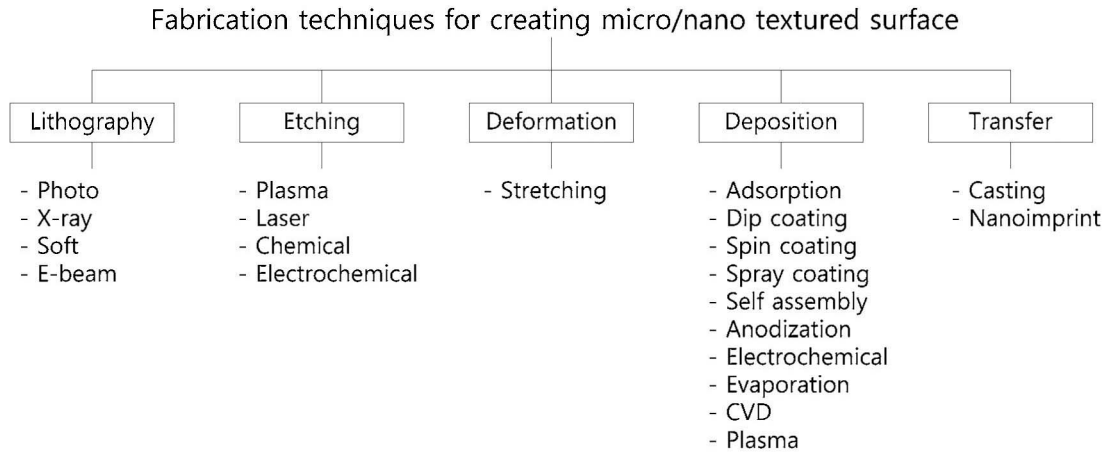 Fabrication techniques for creating micro/nano textured surface
Lithography
- Photo
- X-ray
- Soft
- E-beam
Etching
- Plasma
- Laser
- Chemical
- Electrochemical
Deformation
- Stretching
Deposition
- Adsorption
- Dip coating
- Spin coating
- Spray coating
- Self assembly
- Anodization
- Electrochemical
- Evaporation
- CVD
- Plasma
Transfer
- Casting
- Nanoimprint